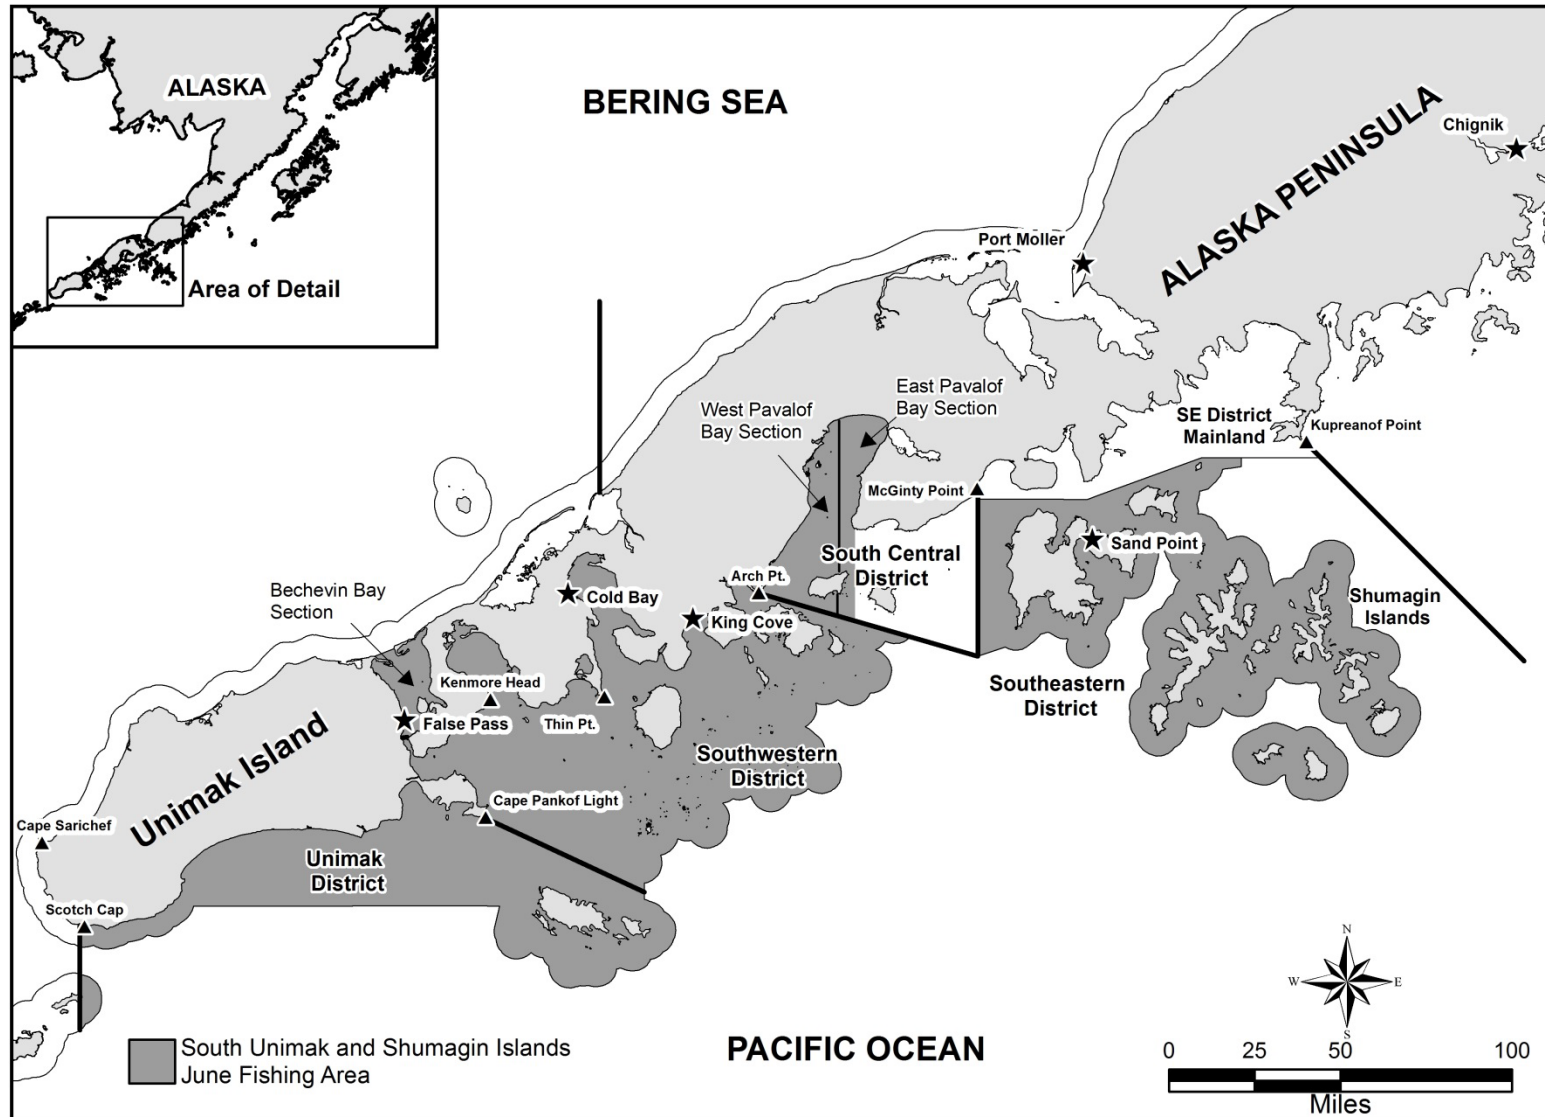 ALASKA
Area of Detail
BERING SEA
ALASKA PENINSULA
Chignik
Port Moller
East Pavalof
Bay Section
West Pavalof
Bay Section
SE District
Mainland
Kupreanof Point
McGinty Point
Sand Point
South Central
District
Arch Pt.
Cold Bay
King Cove
Shumagin
Islands
Bechevin Bay
Section
Kenmore Head
Southeastern
District
False Pass
Thin Pt.
Southwestern
District
Unimak Island
Cape Pankof Light
Cape Sarichef
Unimak
District
Scotch Cap
N
W
E
S
South Unimak and Shumagin Islands
June Fishing Area
PACIFIC OCEAN
0 25 50 100
Miles